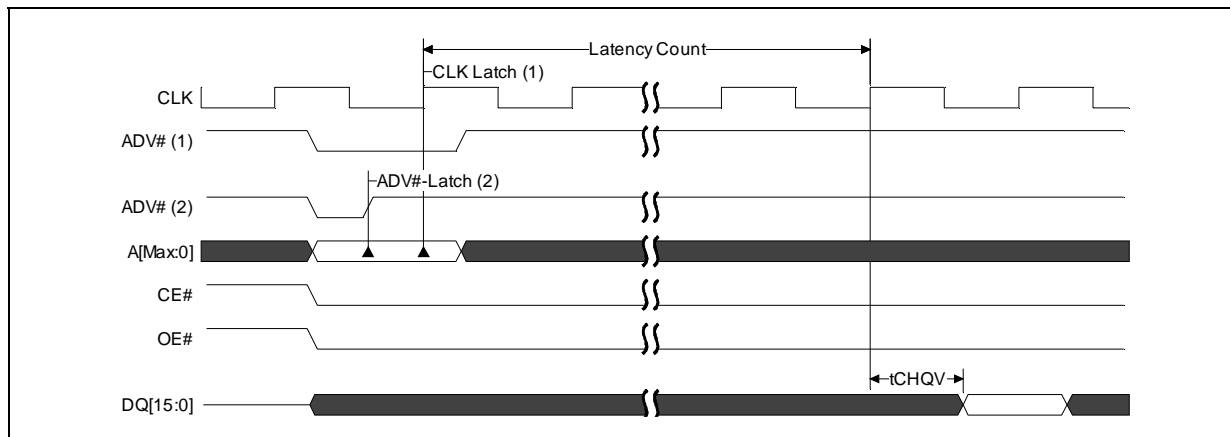 Latency Count
CLK Latch (1)
CLK
ADV# (1)
ADV#-Latch (2)
ADV# (2)
A[Max:0]
CE#
OE#
tCHQV
DQ[15:0]